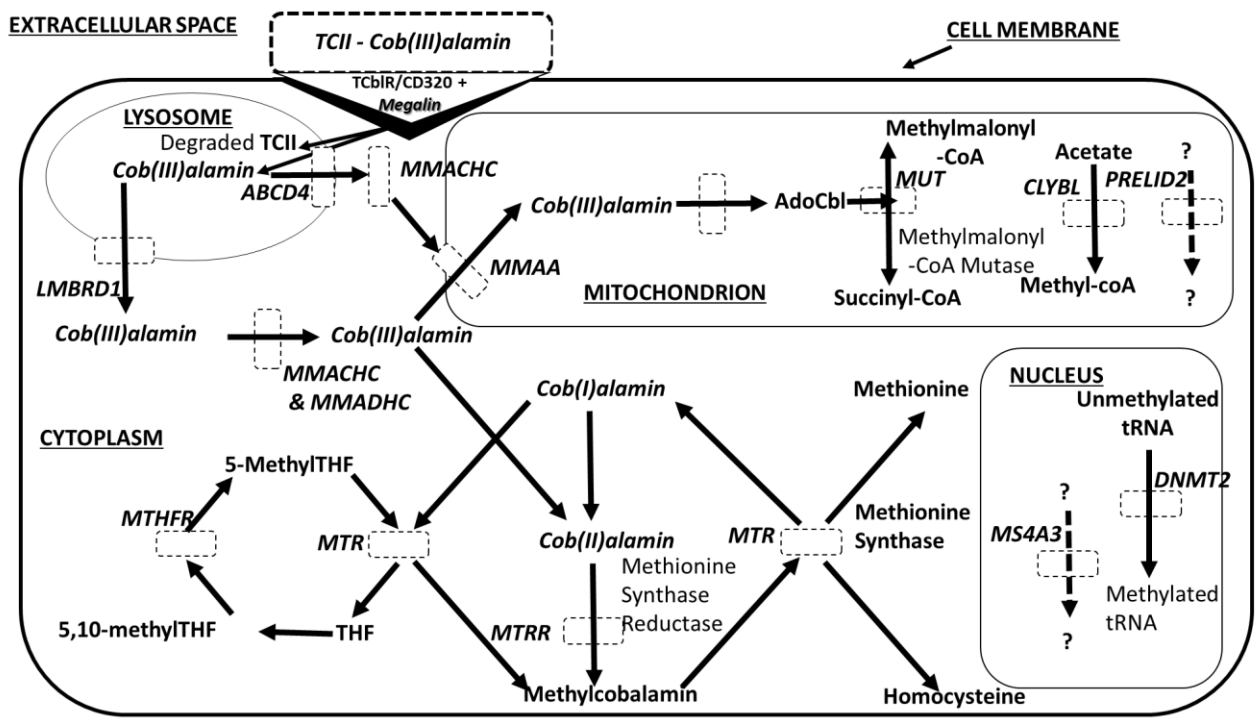 EXTRACELLULAR SPACE
TCII - Cob(III)alamin
CELL MEMBRANE
TCblR/CD320 +
Megalin
LYSOSOME
Degraded TCII
Cob(III)alamin
ABCD4
MMACHC
LMBRD1
Cob(III)alamin
MMACHC
& MMADHC
Cob(III)alamin
MMAA
Cob(III)alamin
AdoCbl
Methylmalonyl
-CoA
MUT
Methylmalonyl
-CoA Mutase
Succinyl-CoA
MITOCHONDRION
Acetate
CLYBL
Methyl-coA
?
PRELID2
?
CYTOPLASM
5-MethylTHF
MTHFR
MTR
5,10-methylTHF
THF
Cob(I)alamin
Cob(II)alamin
Methionine
Synthase
Reductase
MTRR
Methylcobalamin
MTR
Methionine
Methionine
Synthase
Homocysteine
NUCLEUS
Unmethylated
tRNA
DNMT2
Methylated
tRNA
?
MS4A3
?